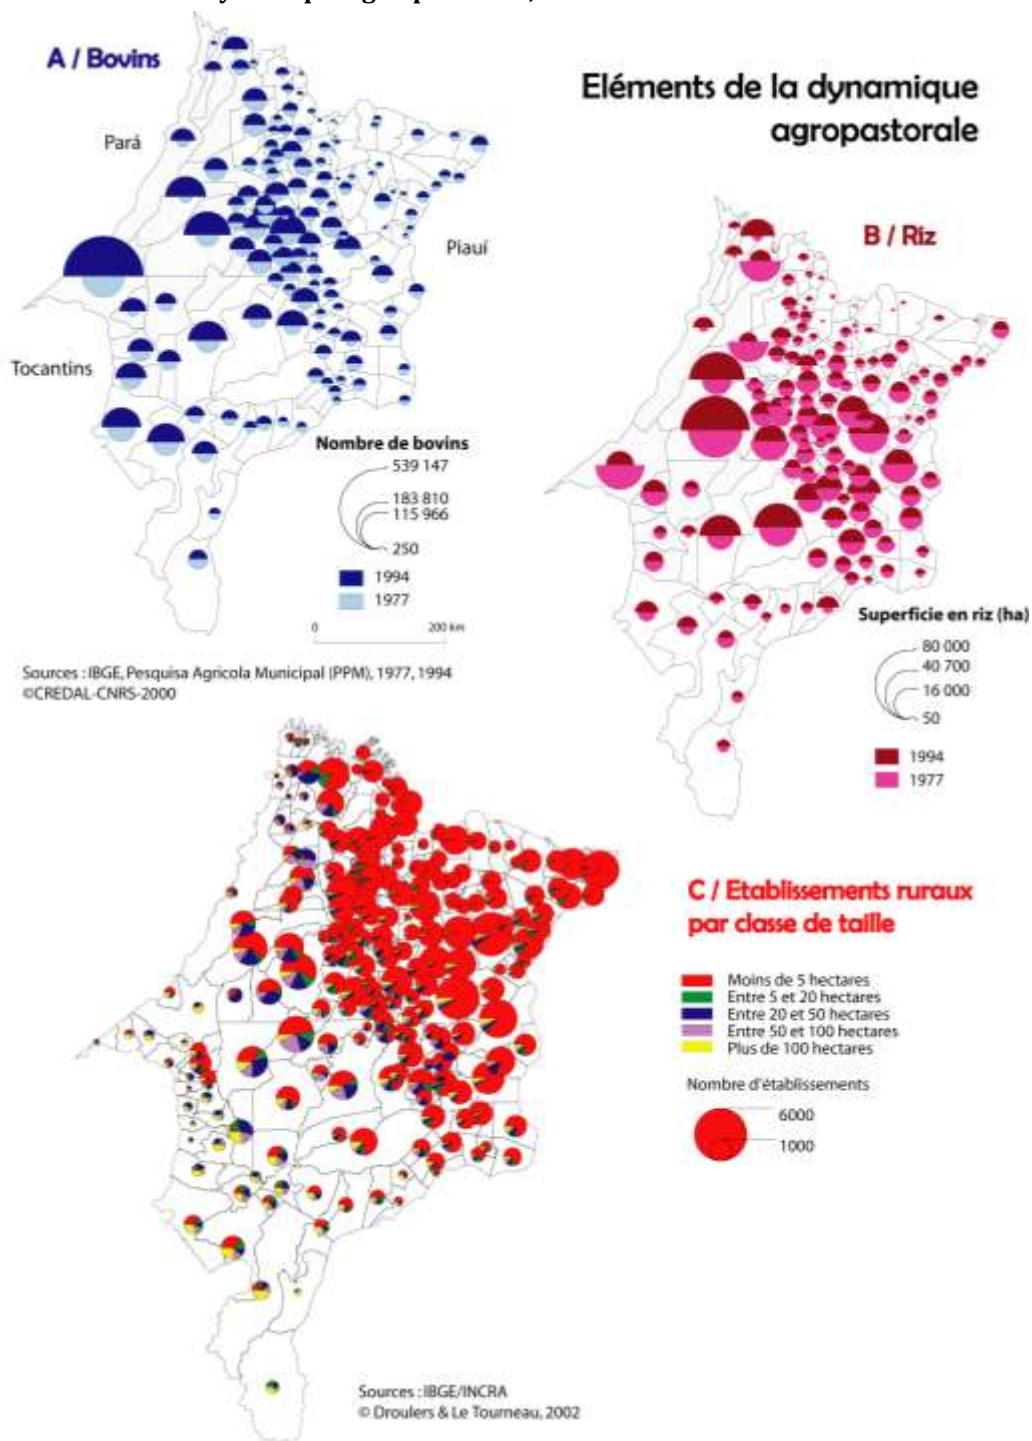 A / Bovins
Eléments de la dynamique
agropastorale
Pará
Piauí
Tocantins
Nombre de bovins
539 147
183 810
115 966
250
1994
1977
0
200 km
Sources : IBGE, Pesquisa Agricola Municipal (PPM), 1977, 1994
©CREDAL-CNRS-2000
B / Riz
Superficie en riz (ha)
80 000
40 700
16 000
50
1994
1977
C / Etablissements ruraux
par classe de taille
Moins de 5 hectares
Entre 5 et 20 hectares
Entre 20 et 50 hectares
Entre 50 et 100 hectares
Plus de 100 hectares
Nombre d'établissements
6000
1000
Sources : IBGE/INCRA
© Droulers & Le Tourneau, 2002